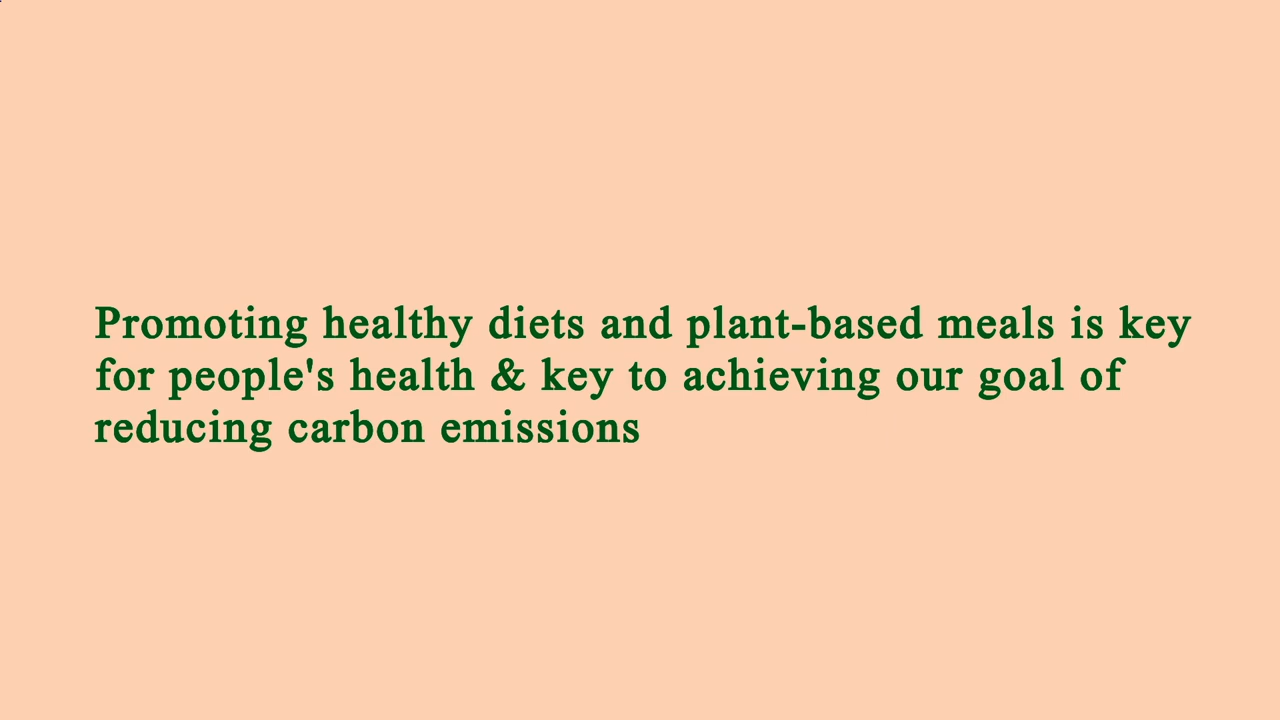 Promoting healthy diets and plant-based meals is key
for people's health & key to achieving our goal of
reducing carbon emissions